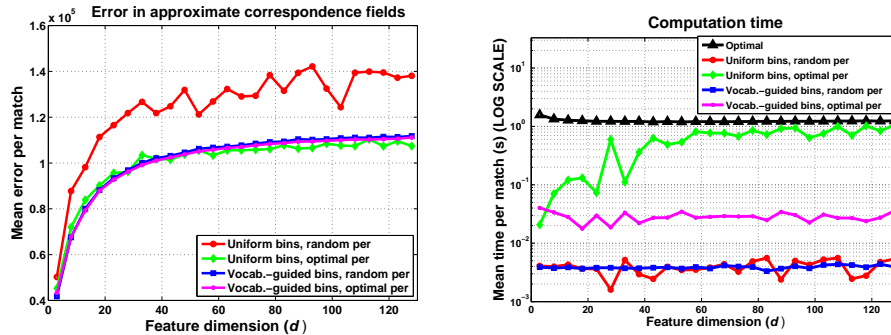 Error in approximate correspondence fields
x 10⁵
1.6
1.4
1.2
1
0.8
0.6
0.4
Mean error per match
0 20 40 60 80 100 120
Feature dimension (d)
Uniform bins, random per
Uniform bins, optimal per
Vocab.-guided bins, random per
Vocab.-guided bins, optimal per
Computation time
Mean time per match (s) (LOG SCALE)
10¹
10⁰
10⁻¹
10⁻²
10⁻³
0 20 40 60 80 100 120
Feature dimension (d)
Optimal
Uniform bins, random per
Uniform bins, optimal per
Vocab.-guided bins, random per
Vocab.-guided bins, optimal per